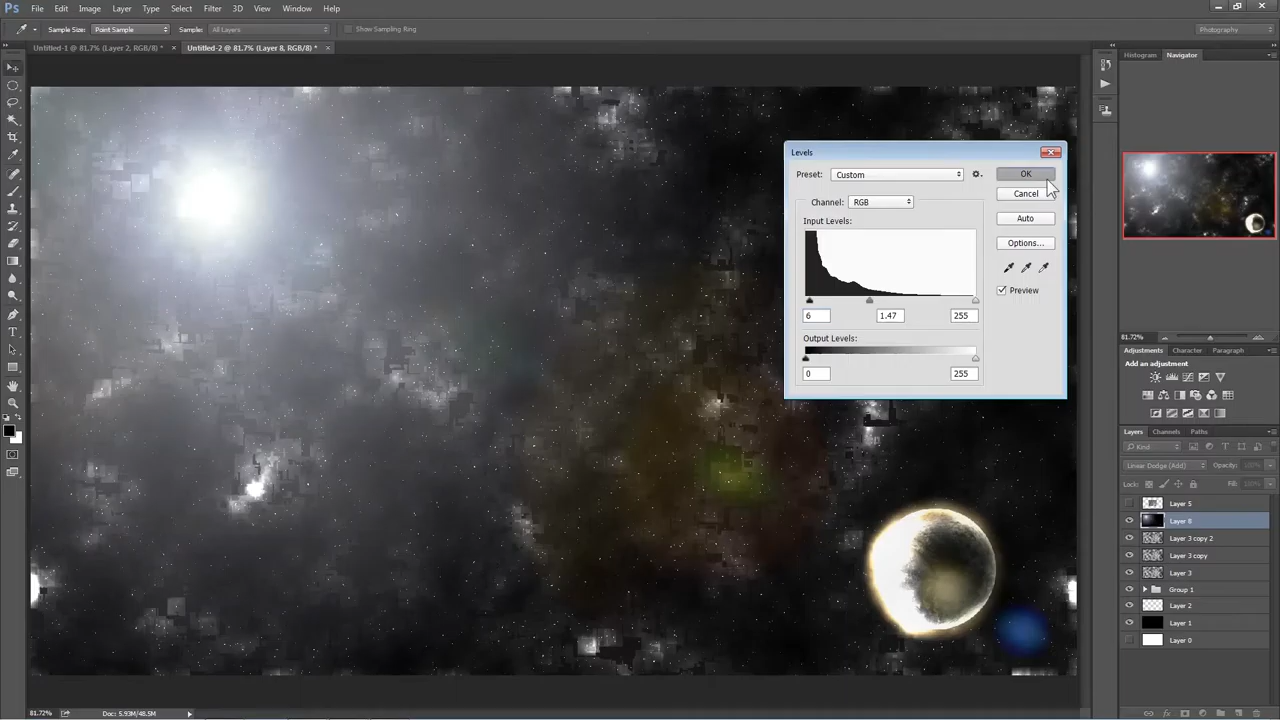 Ps File Edit Image Layer Type Select Filter 3D View Window Help
Sample Size: Point Sample Sample: All Layers Show Sampling Ring Photography
Untitled-1 @ 81.7% (Layer 2, RGB/8) * × Untitled-2 @ 81.7% (Layer 8, RGB/8) * ×
Histogram Navigator
Levels
Preset: Custom OK
Cancel
Channel: RGB
Auto
Input Levels:
Options...
Preview
6 1.47 255
Output Levels:
0 255
81.72%
Adjustments Character Paragraph
Add an adjustment
Layers Channels Paths
Kind
Linear Dodge (Add) Opacity: 100%
Lock: Fill: 100%
Layer 5
Layer 8
Layer 3 copy 2
Layer 3 copy
Layer 3
Group 1
Layer 2
Layer 1
Layer 0
81.72% Doc: 5.93M/48.5M